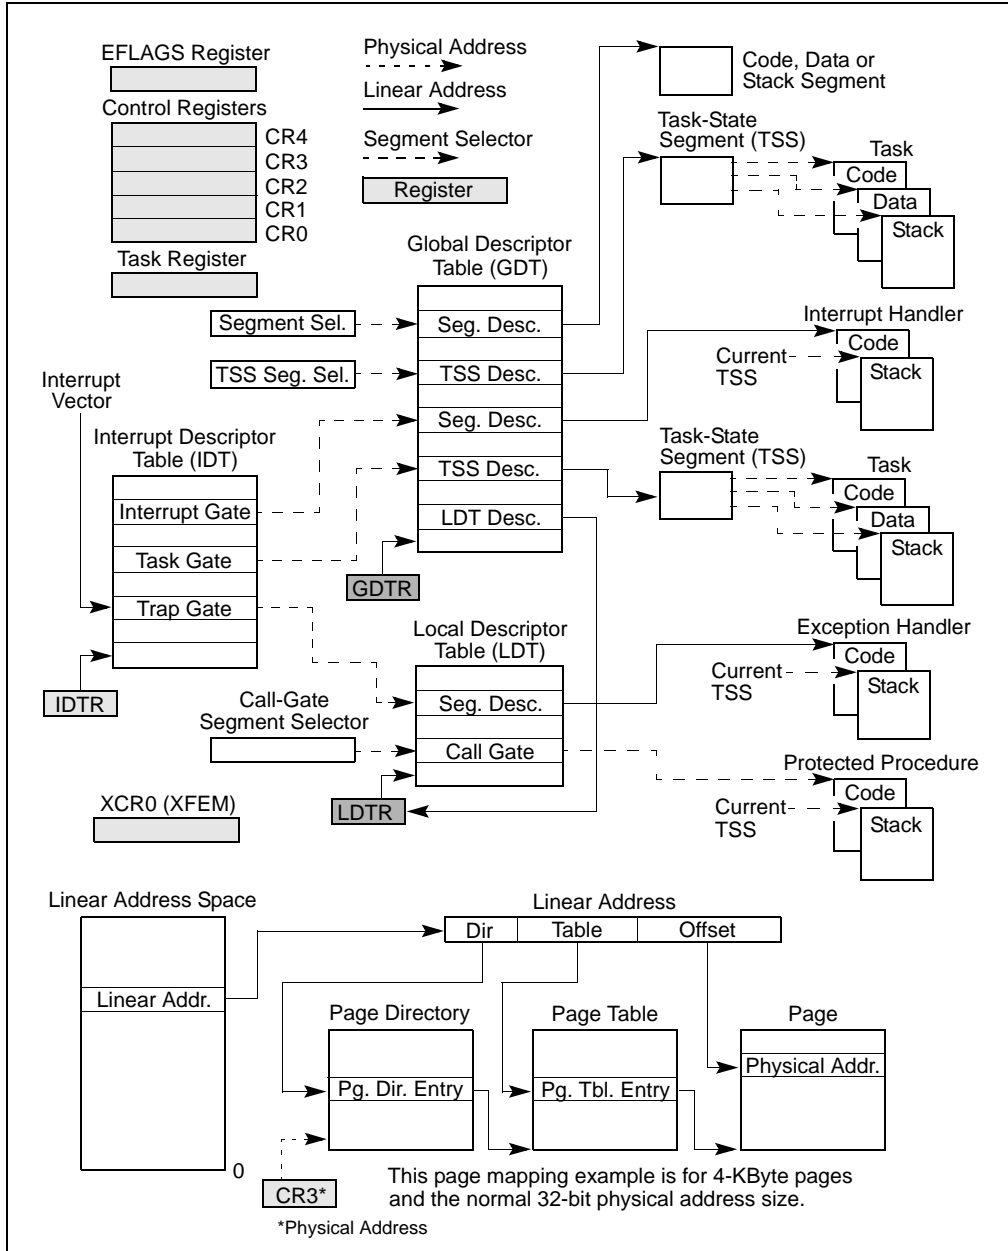 EFLAGS Register
Control Registers
CR4
CR3
CR2
CR1
CR0
Task Register
Physical Address
Linear Address
Segment Selector
Register
Code, Data or
Stack Segment
Task-State
Segment (TSS)
Task
Code
Data
Stack
Global Descriptor
Table (GDT)
Segment Sel.
Seg. Desc.
TSS Seg. Sel.
TSS Desc.
Seg. Desc.
TSS Desc.
LDT Desc.
GDTR
Interrupt Handler
Code
Current
TSS
Stack
Interrupt
Vector
Interrupt Descriptor
Table (IDT)
Interrupt Gate
Task Gate
Trap Gate
IDTR
Task-State
Segment (TSS)
Task
Code
Data
Stack
Local Descriptor
Table (LDT)
Seg. Desc.
Call Gate
Call-Gate
Segment Selector
LDTR
Exception Handler
Code
Current
TSS
Stack
Protected Procedure
Code
Current
TSS
Stack
XCR0 (XFEM)
Linear Address Space
Linear Addr.
0
Linear Address
Dir
Table
Offset
Page Directory
Pg. Dir. Entry
Page Table
Pg. Tbl. Entry
Page
Physical Addr.
CR3*
*Physical Address
This page mapping example is for 4-KByte pages
and the normal 32-bit physical address size.